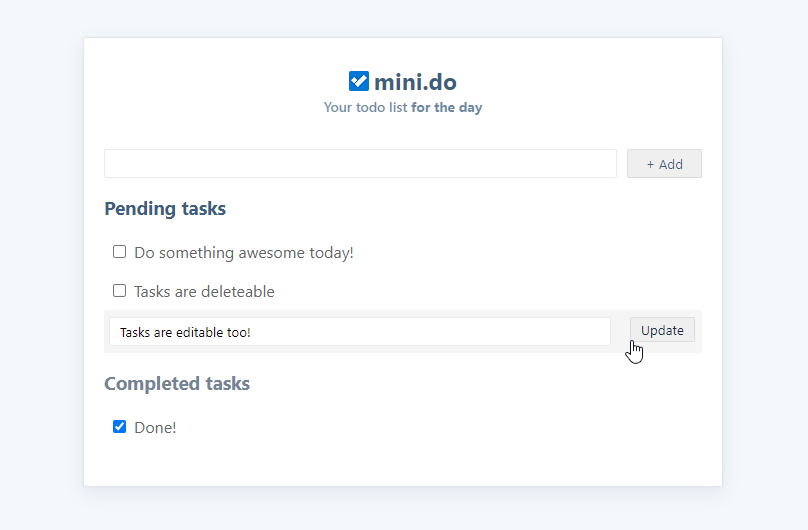 mini.do
Your todo list for the day
+ Add
Pending tasks
Do something awesome today!
Tasks are deleteable
Tasks are editable too!
Update
Completed tasks
Done!